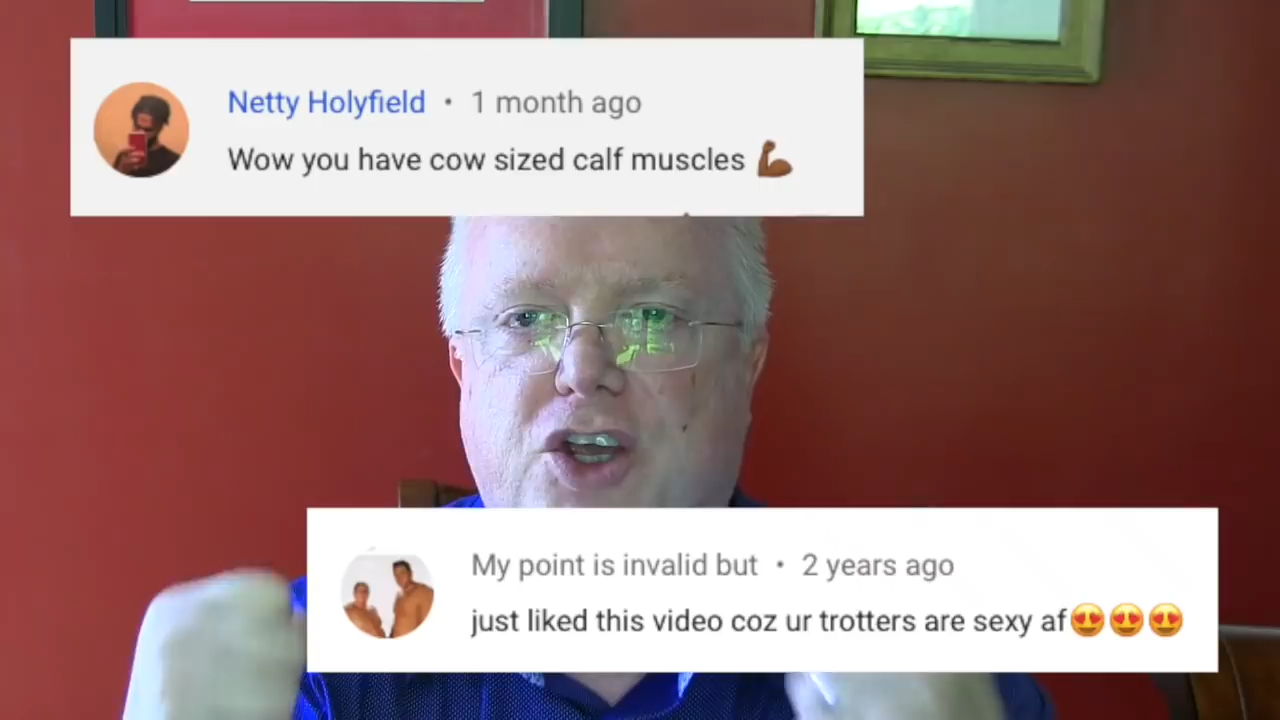 Netty Holyfield • 1 month ago
Wow you have cow sized calf muscles 💪🏾
My point is invalid but • 2 years ago
just liked this video coz ur trotters are sexy af😍😍😍